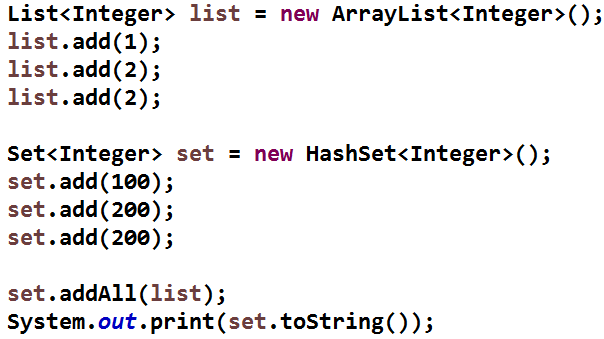 List<Integer> list = new ArrayList<Integer>();
list.add(1);
list.add(2);
list.add(2);
Set<Integer> set = new HashSet<Integer>();
set.add(100);
set.add(200);
set.add(200);
set.addAll(list);
System.out.print(set.toString());